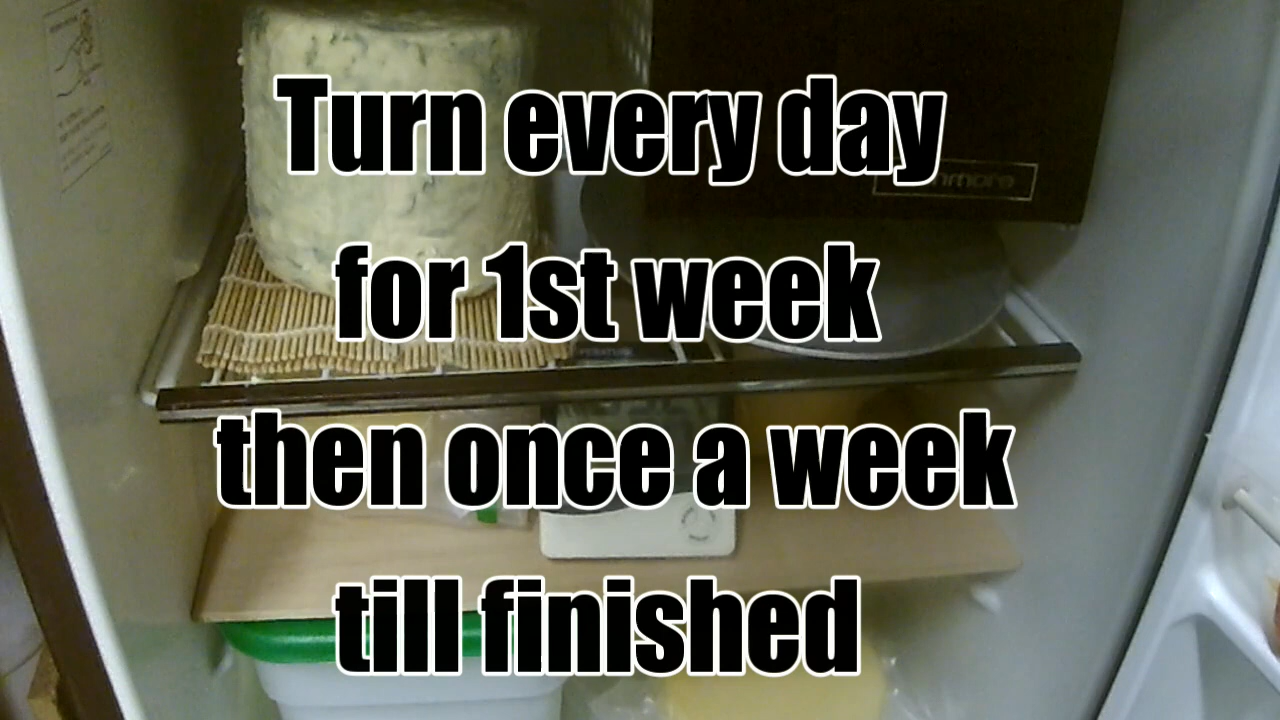 Turn every day
for 1st week
then once a week
till finished